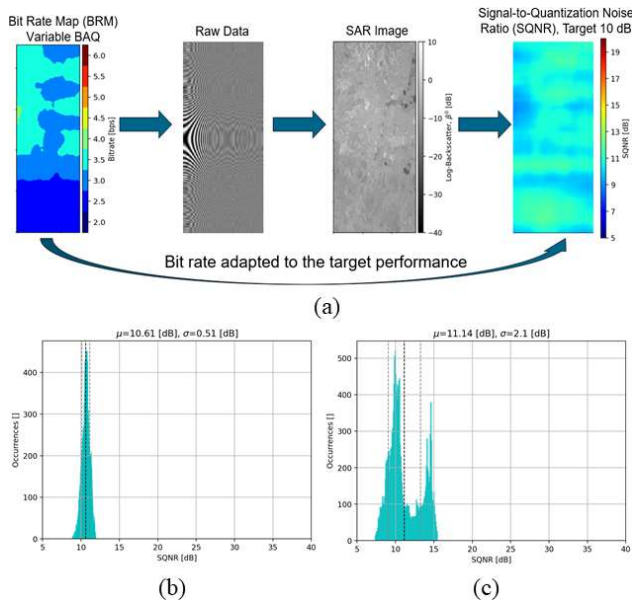 Bit Rate Map (BRM)
Variable BAQ
Raw Data
SAR Image
Signal-to-Quantization Noise
Ratio (SQNR), Target 10 dB
6.0
5.5
5.0
4.5
4.0
3.5
3.0
2.5
2.0
Bitrate [bps]
10
0
−10
−20
−30
−40
Log-Backscatter, β⁰ [dB]
19
17
15
13
11
9
7
5
SQNR [dB]
Bit rate adapted to the target performance
(a)
μ=10.61 [dB], σ=0.51 [dB]
400
300
200
100
0
Occurrences []
5 10 15 20 25 30 35 40
SQNR [dB]
(b)
μ=11.14 [dB], σ=2.1 [dB]
500
400
300
200
100
0
Occurrences []
5 10 15 20 25 30 35 40
SQNR [dB]
(c)